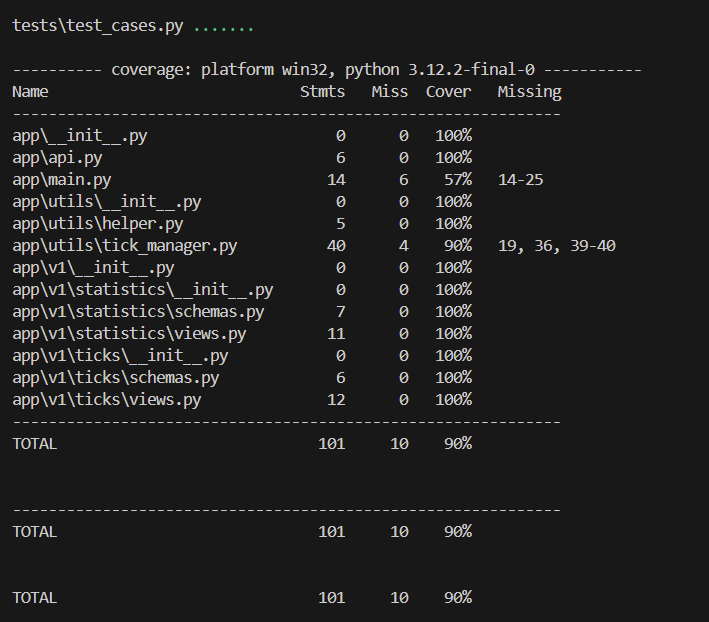 tests\test_cases.py .......
---------- coverage: platform win32, python 3.12.2-final-0 -----------
Name                            Stmts   Miss  Cover   Missing
-------------------------------------------------------------
app\__init__.py                     0      0   100%
app\api.py                          6      0   100%
app\main.py                        14      6    57%   14-25
app\utils\__init__.py               0      0   100%
app\utils\helper.py                 5      0   100%
app\utils\tick_manager.py          40      4    90%   19, 36, 39-40
app\v1\__init__.py                  0      0   100%
app\v1\statistics\__init__.py       0      0   100%
app\v1\statistics\schemas.py        7      0   100%
app\v1\statistics\views.py         11      0   100%
app\v1\ticks\__init__.py            0      0   100%
app\v1\ticks\schemas.py             6      0   100%
app\v1\ticks\views.py              12      0   100%
-------------------------------------------------------------
TOTAL                             101     10    90%
-------------------------------------------------------------
TOTAL                             101     10    90%
TOTAL                             101     10    90%